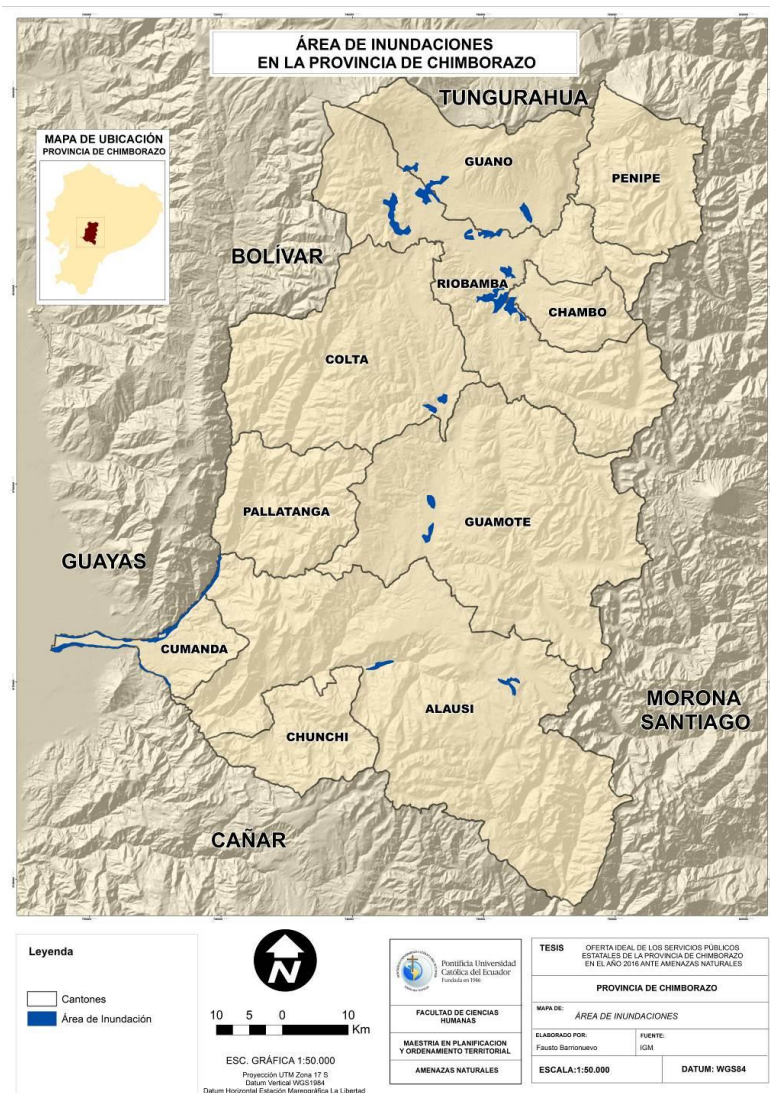 ÁREA DE INUNDACIONES
EN LA PROVINCIA DE CHIMBORAZO
TUNGURAHUA
MAPA DE UBICACIÓN
PROVINCIA DE CHIMBORAZO
GUANO
PENIPE
BOLÍVAR
RIOBAMBA
CHAMBO
COLTA
PALLATANGA
GUAMOTE
GUAYAS
CUMANDA
MORONA
SANTIAGO
ALAUSI
CHUNCHI
CAÑAR
Leyenda
Cantones
Área de Inundación
N
10 5 0 10
Km
ESC. GRÁFICA 1:50.000
Proyección UTM Zona 17 S
Datum Vertical WGS1984
Datum Horizontal Estación Mareográfica La Libertad
Pontificia Universidad
Católica del Ecuador
Fundada en 1946
FACULTAD DE CIENCIAS
HUMANAS
MAESTRIA EN PLANIFICACION
Y ORDENAMIENTO TERRITORIAL
AMENAZAS NATURALES
TESIS OFERTA IDEAL DE LOS SERVICIOS PÚBLICOS
ESTATALES DE LA PROVINCIA DE CHIMBORAZO
EN EL AÑO 2016 ANTE AMENAZAS NATURALES
PROVINCIA DE CHIMBORAZO
MAPA DE:
ÁREA DE INUNDACIONES
ELABORADO POR: FUENTE:
Fausto Barrionuevo IGM
ESCALA:1:50.000 DATUM: WGS84